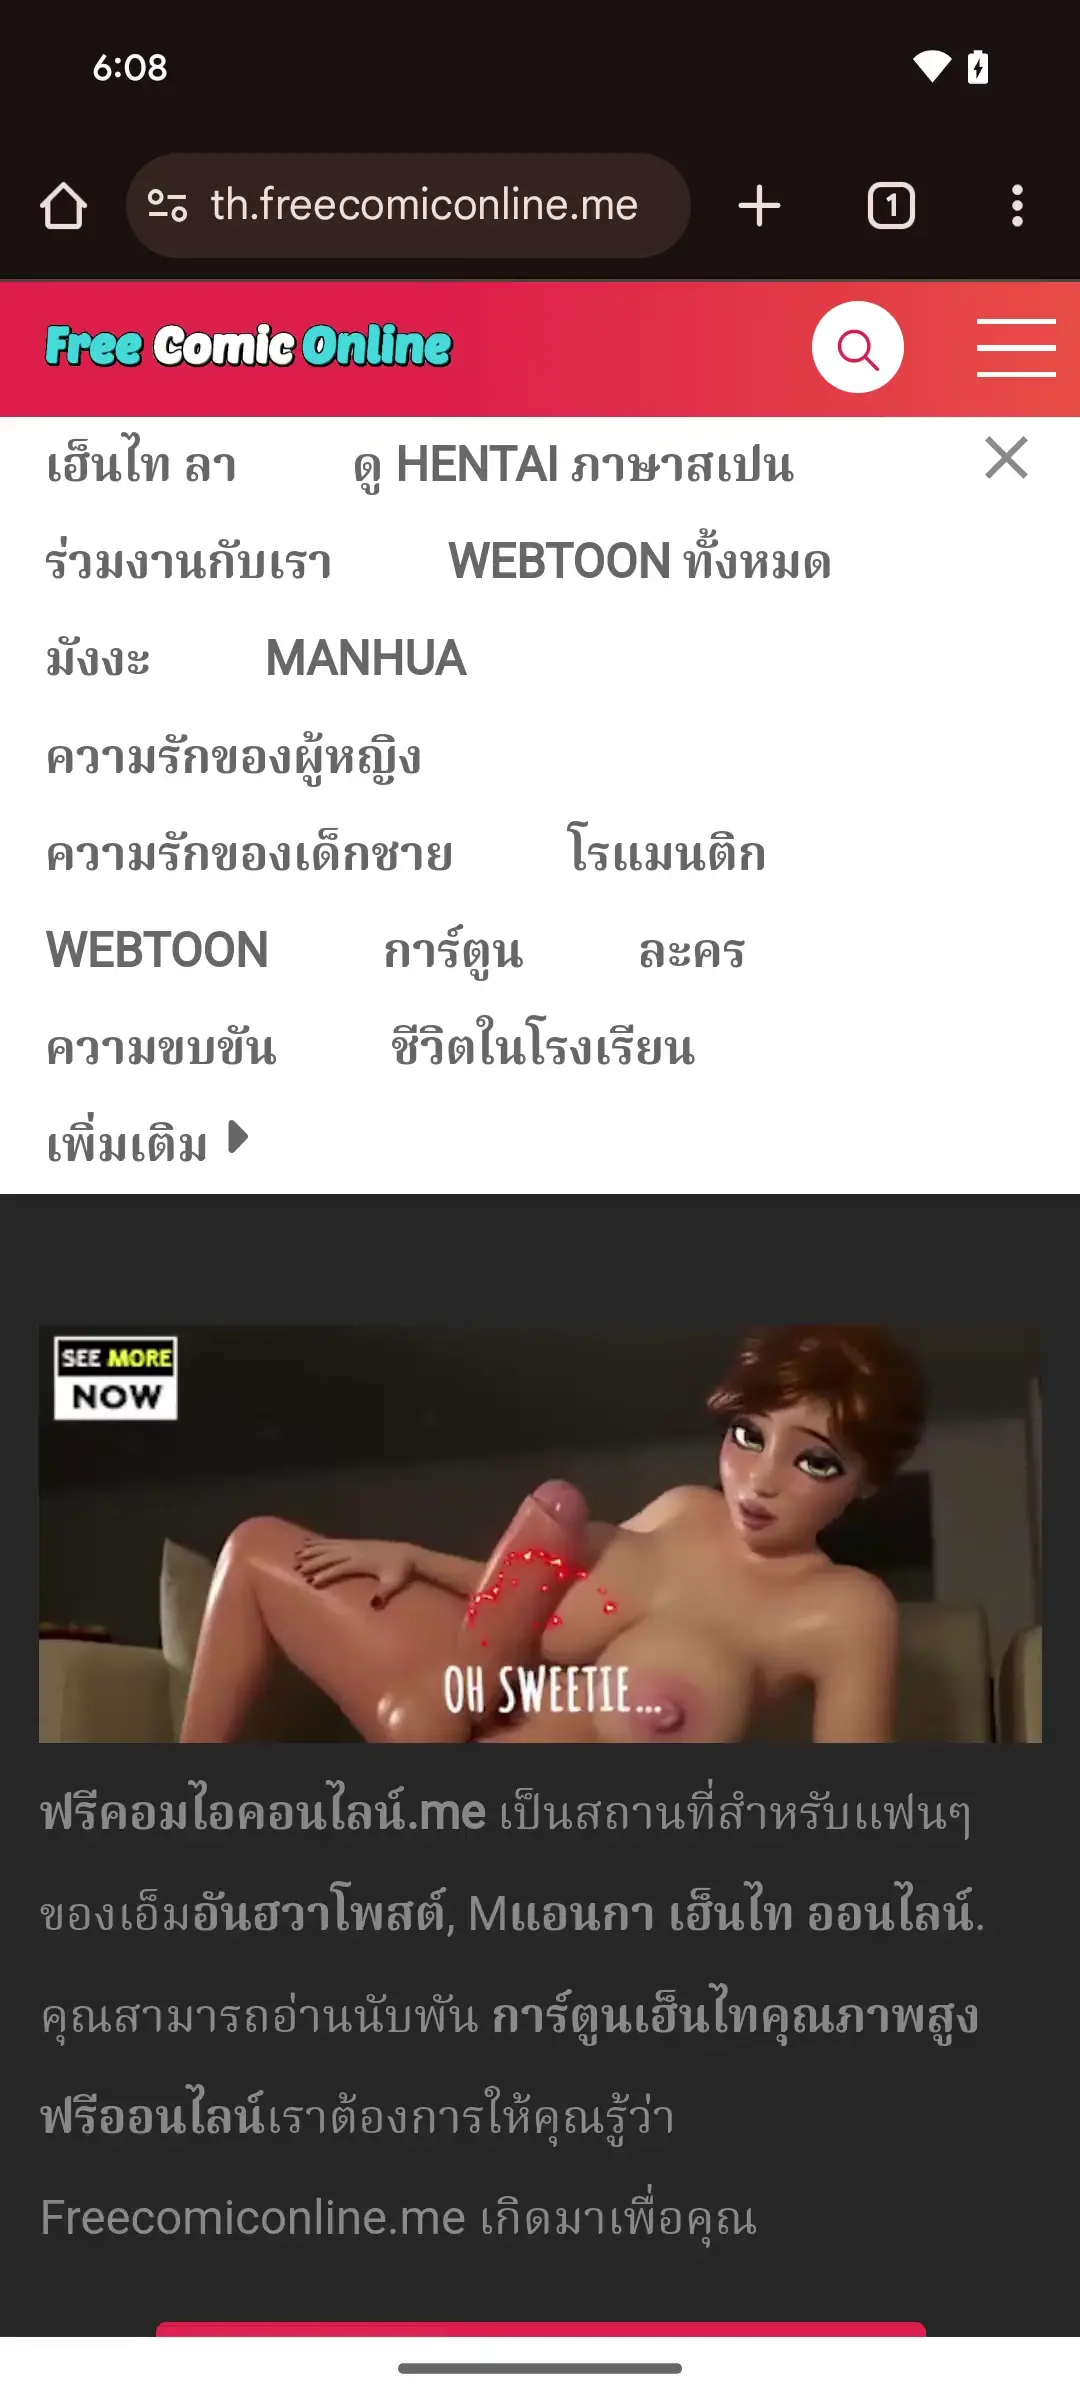 6:08
th.freecomiconline.me
1
Free Comic Online
เฮ็นไท ลา ดู HENTAI ภาษาสเปน
ร่วมงานกับเรา WEBTOON ทั้งหมด
มังงะ MANHUA
ความรักของผู้หญิง
ความรักของเด็กชาย โรแมนติก
WEBTOON การ์ตูน ละคร
ความขบขัน ชีวิตในโรงเรียน
เพิ่มเติม
SEE MORE
NOW
OH SWEETIE...
ฟรีคอมไอคอนไลน์.me เป็นสถานที่สำหรับแฟนๆ
ของเอ็มอันฮวาโพสต์, Mแอนกา เฮ็นไท ออนไลน์.
คุณสามารถอ่านนับพัน การ์ตูนเฮ็นไทคุณภาพสูง
ฟรีออนไลน์เราต้องการให้คุณรู้ว่า
Freecomiconline.me เกิดมาเพื่อคุณ